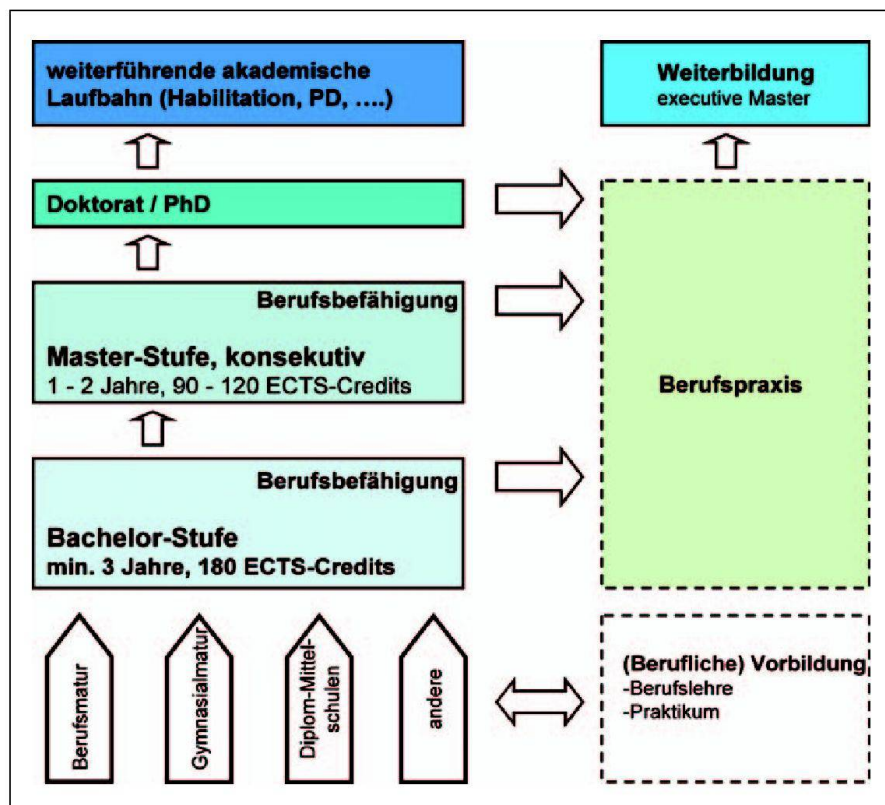 weiterführende akademische
Laufbahn (Habilitation, PD, ....)
Weiterbildung
executive Master
Doktorat / PhD
Berufsbefähigung
Master-Stufe, konsekutiv
1 - 2 Jahre, 90 - 120 ECTS-Credits
Berufspraxis
Berufsbefähigung
Bachelor-Stufe
min. 3 Jahre, 180 ECTS-Credits
Berufsmatur
Gymnasialmatur
Diplom-Mittel-
schulen
andere
(Berufliche) Vorbildung
-Berufslehre
-Praktikum